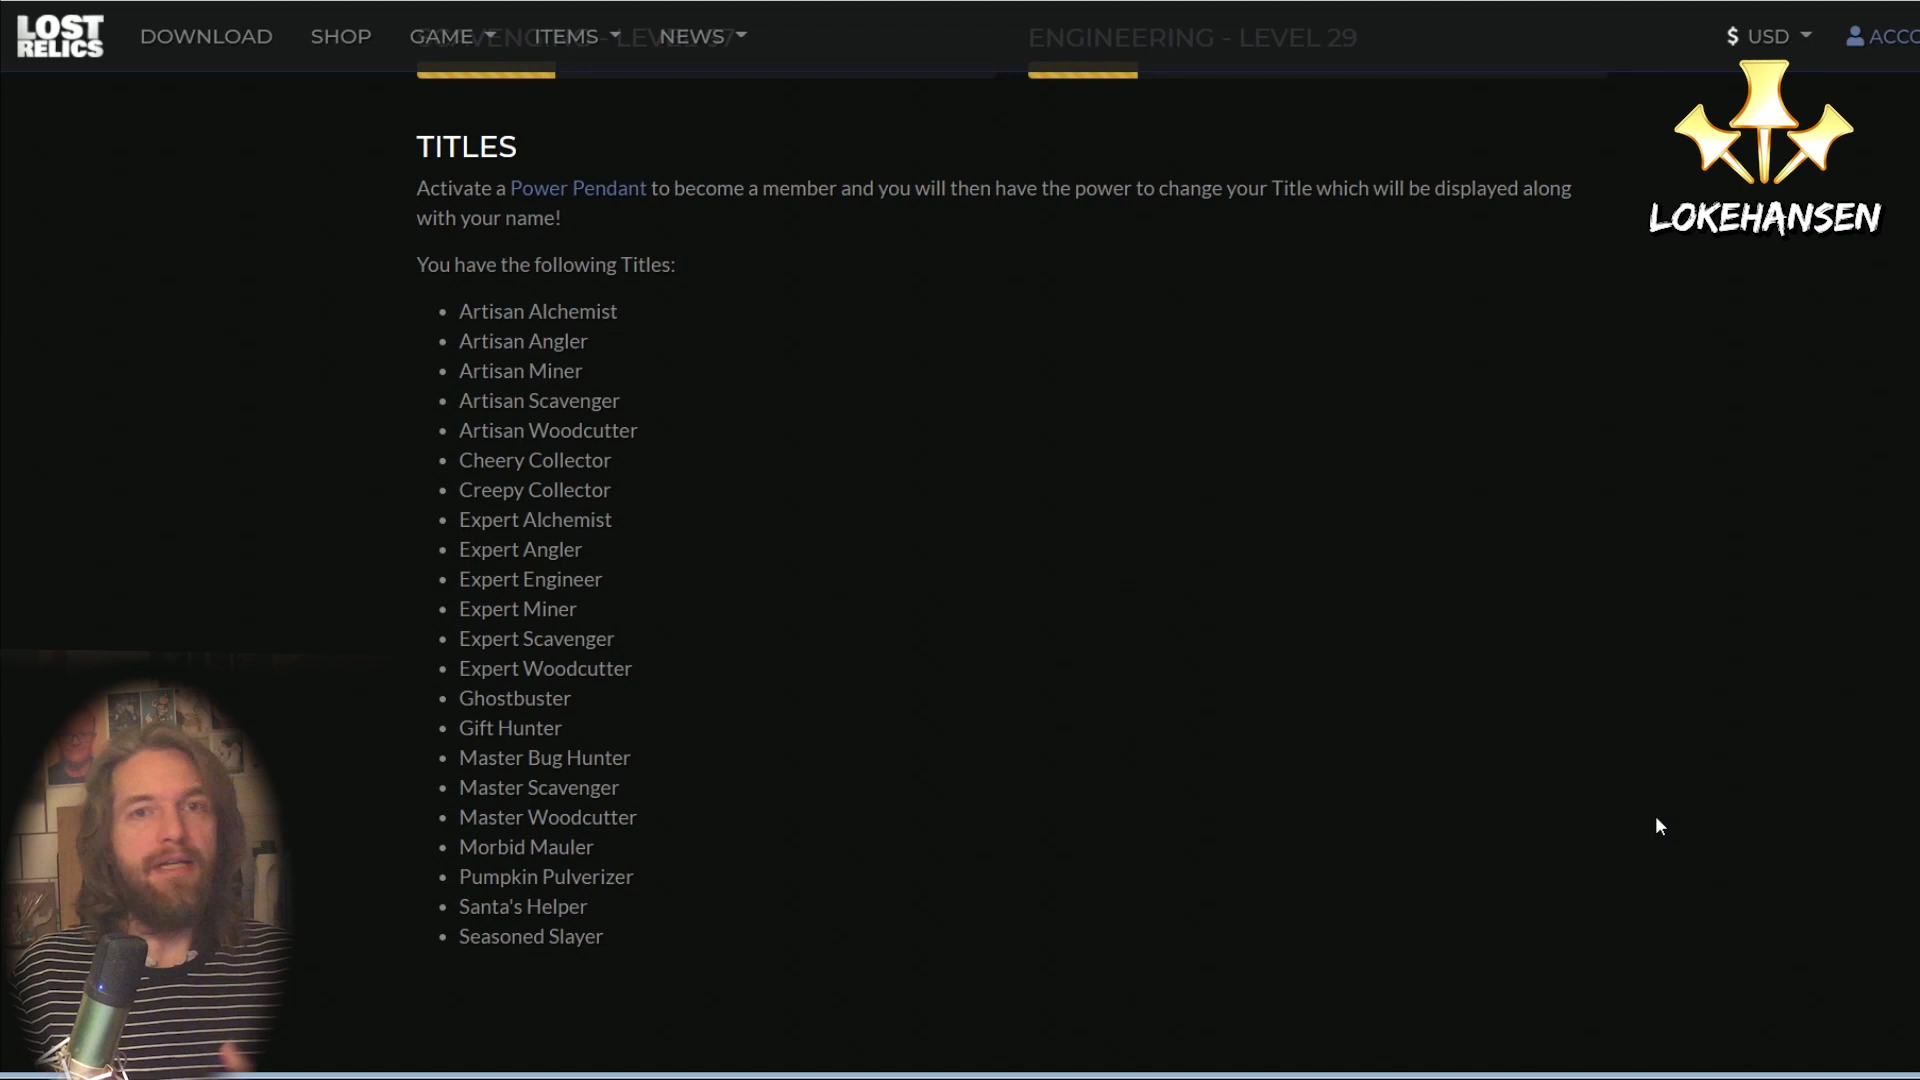 LOST
RELICS
DOWNLOAD
SHOP
GAME
ITEMS
NEWS
$ USD
ACCO
ENGINEERING - LEVEL 29
LOKEHANSEN
TITLES
Activate a Power Pendant to become a member and you will then have the power to change your Title which will be displayed along
with your name!
You have the following Titles:
Artisan Alchemist
Artisan Angler
Artisan Miner
Artisan Scavenger
Artisan Woodcutter
Cheery Collector
Creepy Collector
Expert Alchemist
Expert Angler
Expert Engineer
Expert Miner
Expert Scavenger
Expert Woodcutter
Ghostbuster
Gift Hunter
Master Bug Hunter
Master Scavenger
Master Woodcutter
Morbid Mauler
Pumpkin Pulverizer
Santa's Helper
Seasoned Slayer